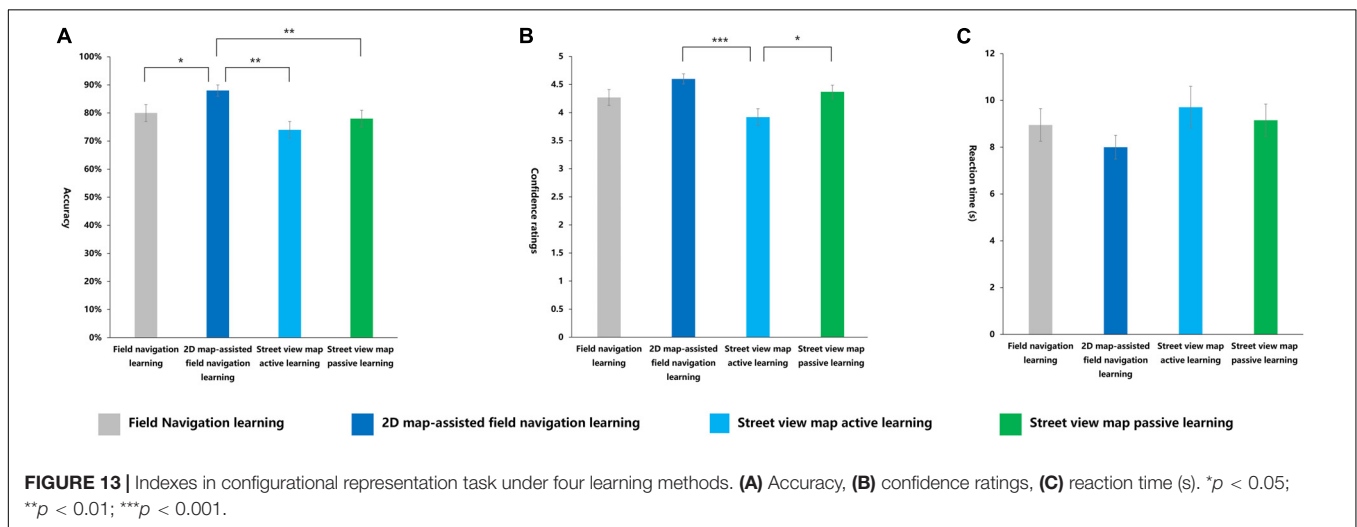 A
**
*
**
100%
90%
80%
70%
60%
50%
40%
30%
20%
10%
0%
Accuracy
Field navigation
learning
2D map-assisted
field navigation
learning
Street view map
active learning
Street view map
passive learning
B
***
*
5
4.5
4
3.5
3
2.5
2
1.5
1
0.5
0
Confidence ratings
Field navigation
learning
2D map-assisted
field navigation
learning
Street view map
active learning
Street view map
passive learning
C
12
10
8
6
4
2
0
Reaction time (s)
Field navigation
learning
2D map-assisted
field navigation
learning
Street view map
active learning
Street view map
passive learning
Field Navigation learning
2D map-assisted field navigation learning
Street view map active learning
Street view map passive learning
FIGURE 13 | Indexes in configurational representation task under four learning methods. (A) Accuracy, (B) confidence ratings, (C) reaction time (s). *p < 0.05;
**p < 0.01; ***p < 0.001.